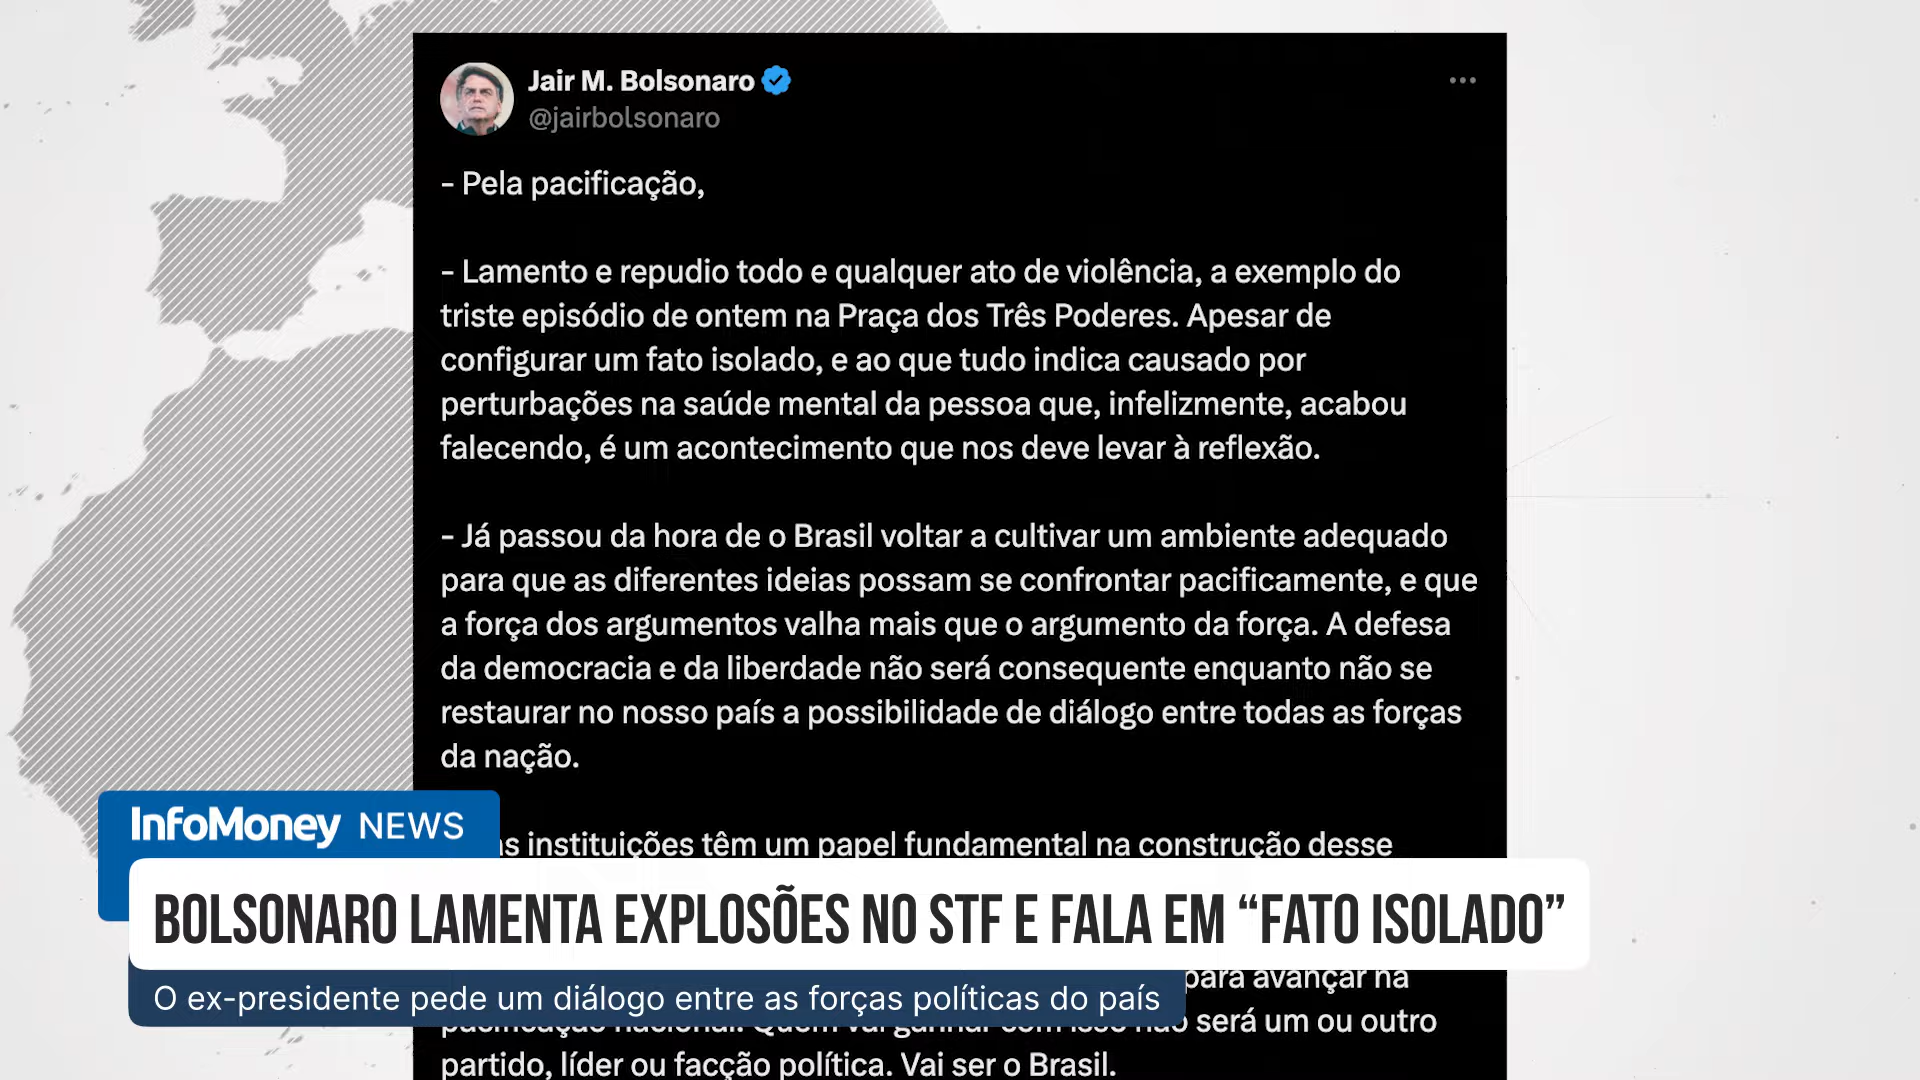 Jair M. Bolsonaro
@jairbolsonaro
- Pela pacificação,
- Lamento e repudio todo e qualquer ato de violência, a exemplo do
triste episódio de ontem na Praça dos Três Poderes. Apesar de
configurar um fato isolado, e ao que tudo indica causado por
perturbações na saúde mental da pessoa que, infelizmente, acabou
falecendo, é um acontecimento que nos deve levar à reflexão.
- Já passou da hora de o Brasil voltar a cultivar um ambiente adequado
para que as diferentes ideias possam se confrontar pacificamente, e que
a força dos argumentos valha mais que o argumento da força. A defesa
da democracia e da liberdade não será consequente enquanto não se
restaurar no nosso país a possibilidade de diálogo entre todas as forças
da nação.
InfoMoney NEWS
instituições têm um papel fundamental na construção desse
BOLSONARO LAMENTA EXPLOSÕES NO STF E FALA EM “FATO ISOLADO”
para avançar na
O ex-presidente pede um diálogo entre as forças políticas do país
será um ou outro
partido, líder ou facção política. Vai ser o Brasil.